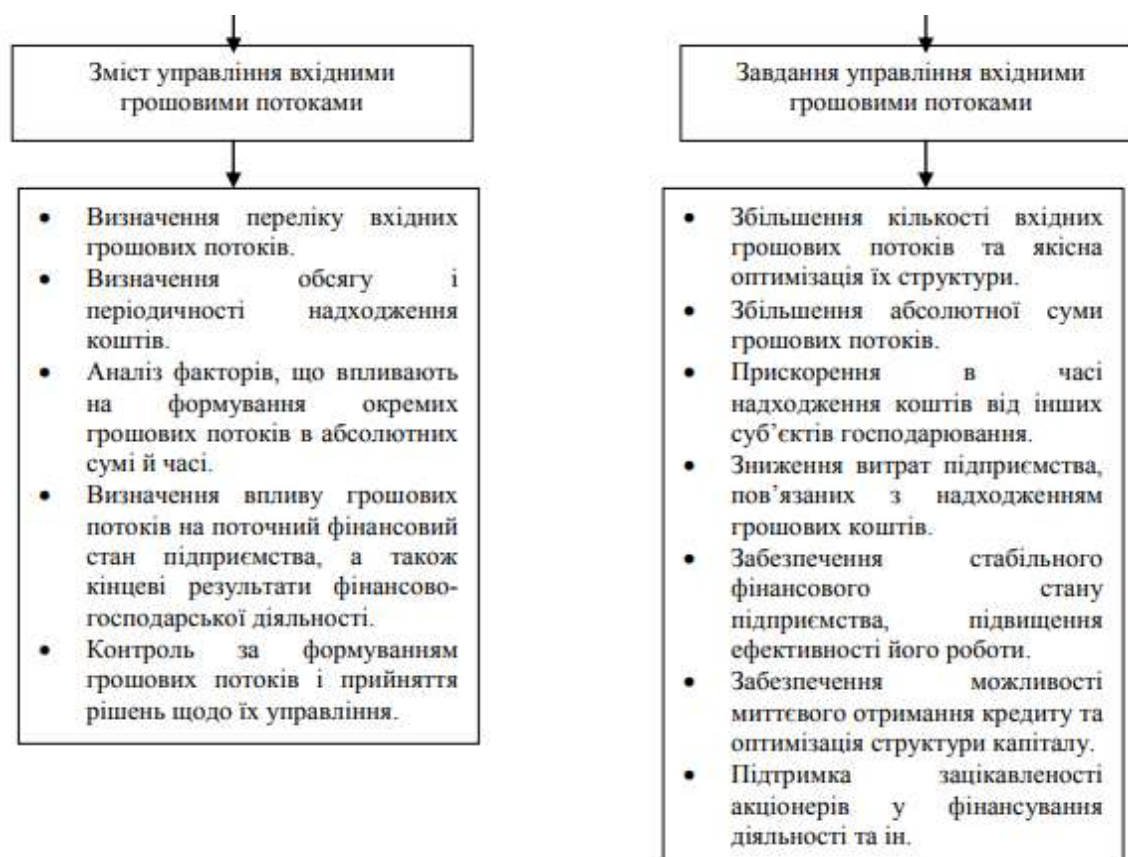 Зміст управління вхідними
грошовими потоками
• Визначення переліку вхідних
грошових потоків.
• Визначення обсягу і
періодичності надходження
коштів.
• Аналіз факторів, що впливають
на формування окремих
грошових потоків в абсолютних
сумі й часі.
• Визначення впливу грошових
потоків на поточний фінансовий
стан підприємства, а також
кінцеві результати фінансово-
господарської діяльності.
• Контроль за формуванням
грошових потоків і прийняття
рішень щодо їх управління.
Завдання управління вхідними
грошовими потоками
• Збільшення кількості вхідних
грошових потоків та якісна
оптимізація їх структури.
• Збільшення абсолютної суми
грошових потоків.
• Прискорення в часі
надходження коштів від інших
суб’єктів господарювання.
• Зниження витрат підприємства,
пов’язаних з надходженням
грошових коштів.
• Забезпечення стабільного
фінансового стану
підприємства, підвищення
ефективності його роботи.
• Забезпечення можливості
миттєвого отримання кредиту та
оптимізація структури капіталу.
• Підтримка зацікавленості
акціонерів у фінансування
діяльності та ін.